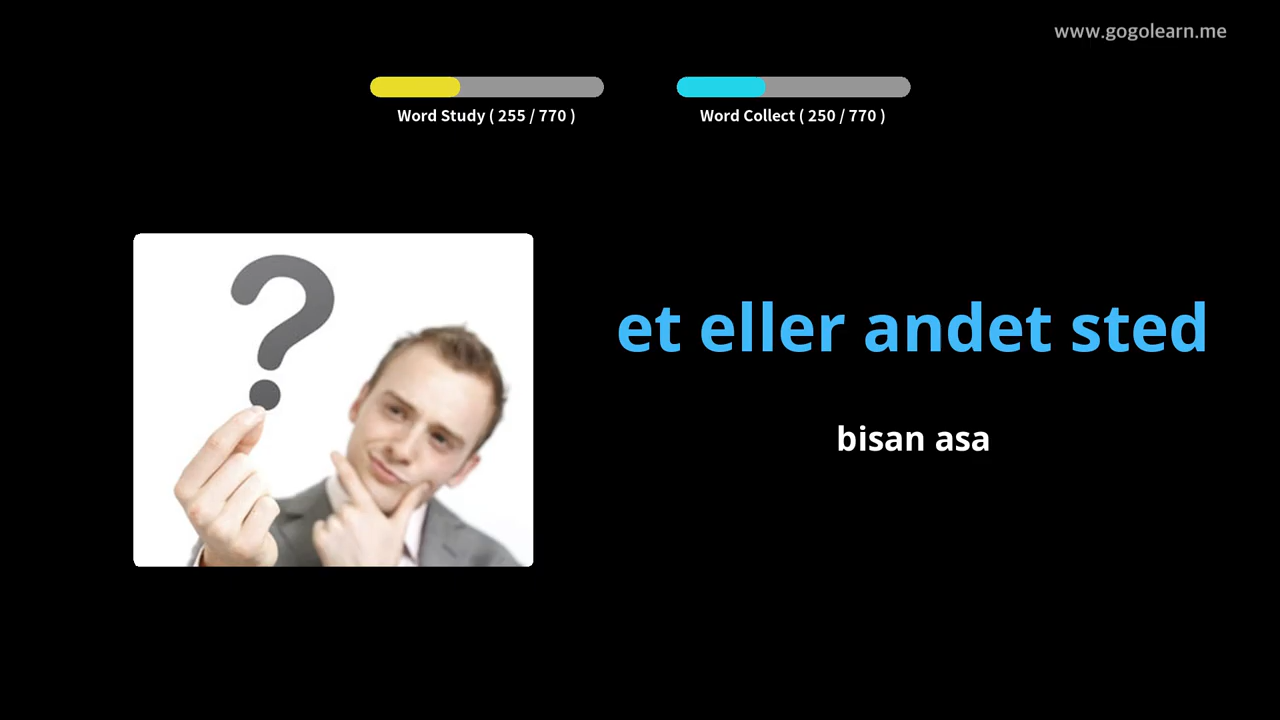 www.gogolearn.me
Word Study ( 255 / 770 )
Word Collect ( 250 / 770 )
et eller andet sted
bisan asa